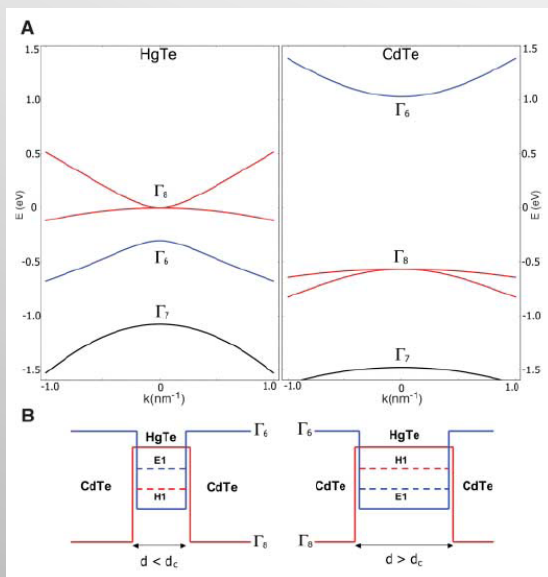 A
HgTe
CdTe
1.5
1.0
0.5
0
-0.5
-1.0
-1.5
E (eV)
Γ8
Γ6
Γ7
-1.0
0
1.0
k(nm-1)
Γ6
Γ8
Γ7
1.5
1.0
0.5
0
-0.5
-1.0
-1.5
E (eV)
-1.0
0
1.0
k(nm-1)
B
HgTe
Γ6
E1
H1
CdTe
CdTe
Γ8
d < dc
Γ6
HgTe
H1
E1
CdTe
CdTe
Γ8
d > dc